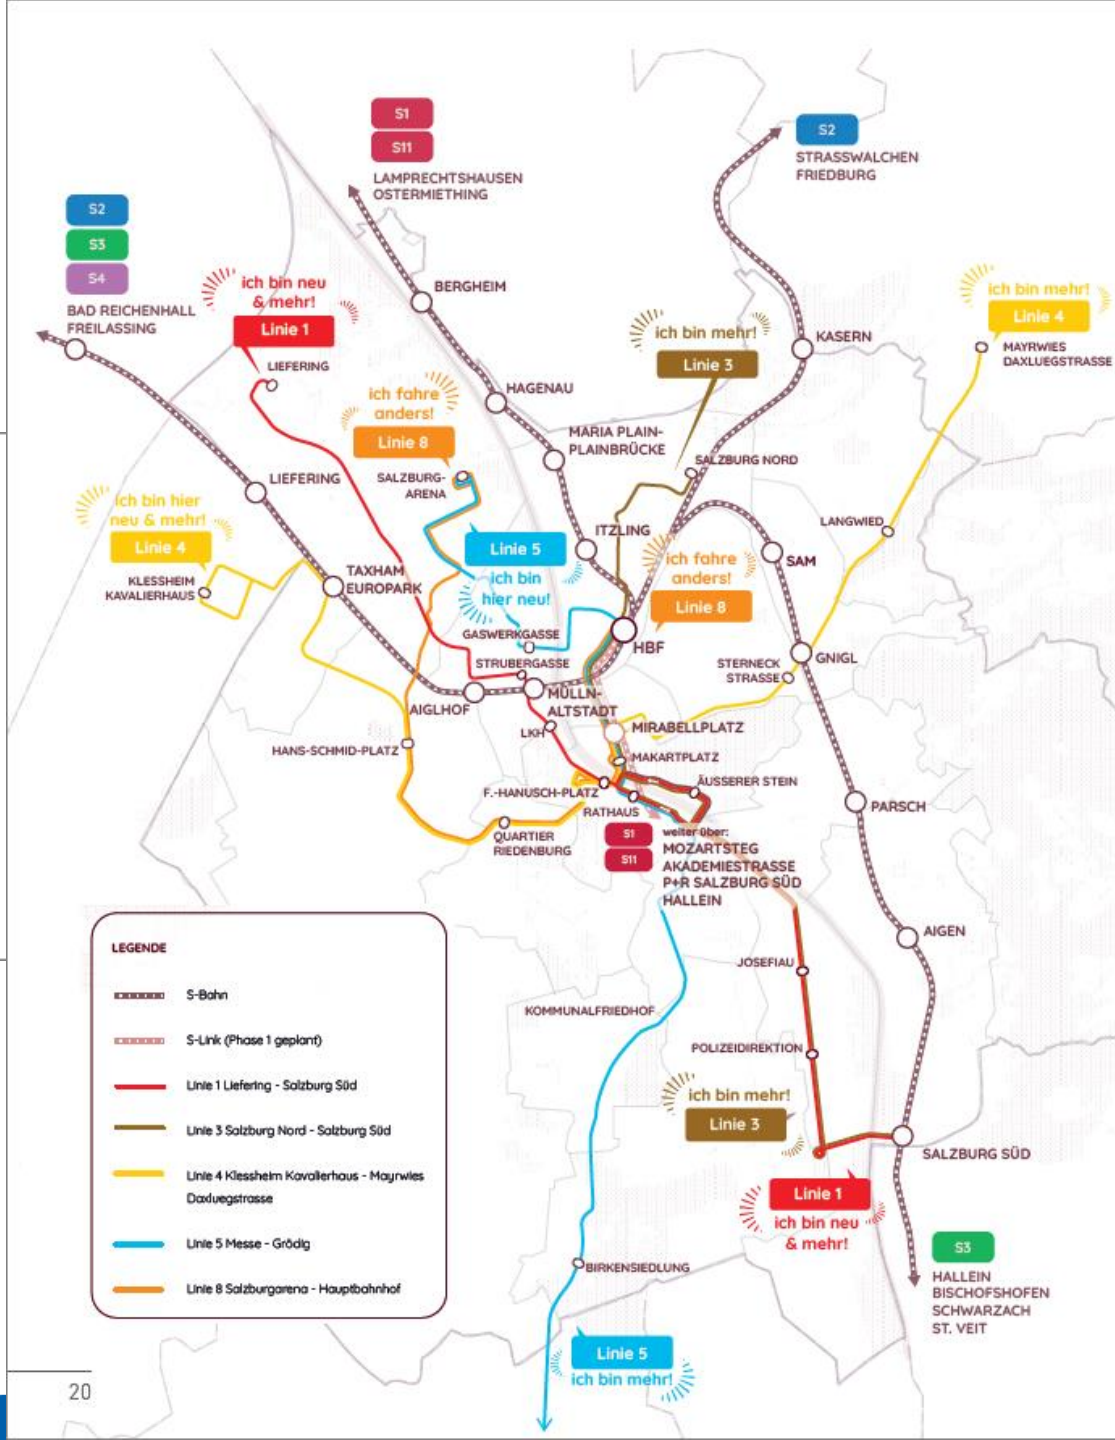 S1
S11
LAMPRECHTSHAUSEN
OSTERMIETHING
S2
STRASSWALCHEN
FRIEDBURG
S2
S3
S4
BAD REICHENHALL
FREILASSING
ich bin neu
& mehr!
Linie 1
LIEFERING
BERGHEIM
ich bin mehr!
Linie 3
KASERN
ich bin mehr!
Linie 4
MAYRWIES
DAXLUEGSTRASSE
ich fahre
anders!
Linie 8
HAGENAU
MARIA PLAIN-
PLAINBRÜCKE
SALZBURG NORD
SALZBURG-
ARENA
LIEFERING
ich bin hier
neu & mehr!
Linie 4
KLESSHEIM
KAVALIERHAUS
TAXHAM
EUROPARK
Linie 5
ich bin
hier neu!
ITZLING
ich fahre
anders!
Linie 8
LANGWIED
SAM
GASWERKGASSE
HBF
STRUBERGASSE
STERNECK
STRASSE
GNIGL
AIGLHOF
MÜLLN-
ALTSTADT
LKH
MIRABELLPLATZ
HANS-SCHMID-PLATZ
MAKARTPLATZ
F.-HANUSCH-PLATZ
ÄUSSERER STEIN
RATHAUS
PARSCH
QUARTIER
RIEDENBURG
S1
S11
weiter über:
MOZARTSTEG
AKADEMIESTRASSE
P+R SALZBURG SÜD
HALLEIN
AIGEN
JOSEFIAU
KOMMUNALFRIEDHOF
POLIZEIDIREKTION
ich bin mehr!
Linie 3
SALZBURG SÜD
Linie 1
ich bin neu
& mehr!
S3
HALLEIN
BISCHOFSHOFEN
SCHWARZACH
ST. VEIT
BIRKENSIEDLUNG
Linie 5
ich bin mehr!
LEGENDE
S-Bahn
S-Link (Phase 1 geplant)
Linie 1 Liefering - Salzburg Süd
Linie 3 Salzburg Nord - Salzburg Süd
Linie 4 Klessheim Kavalierhaus - Mayrwies
Daxluegstrasse
Linie 5 Messe - Grödig
Linie 8 Salzburgarena - Hauptbahnhof
20